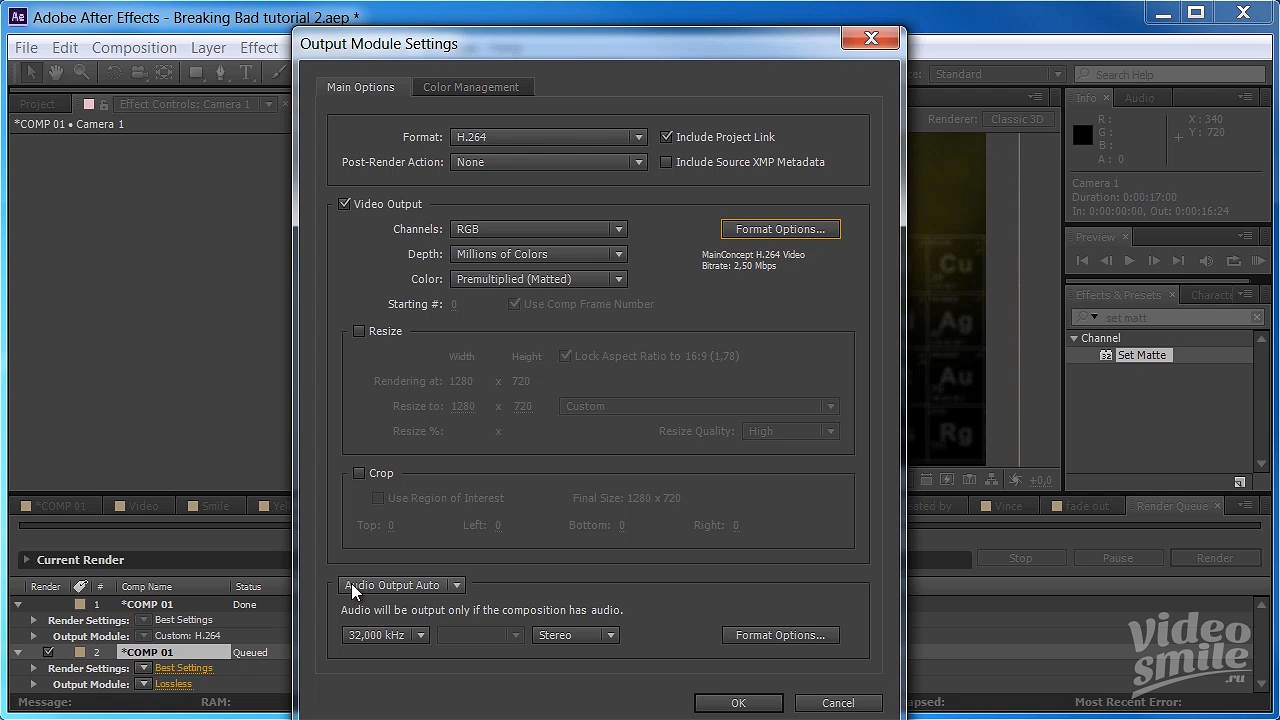 Ae Adobe After Effects - Breaking Bad tutorial 2.aep *
File Edit Composition Layer Effect
Output Module Settings
Standard
Search Help
Project
Effect Controls: Camera 1
*COMP 01 • Camera 1
Main Options
Color Management
Format: H.264
Include Project Link
Post-Render Action: None
Include Source XMP Metadata
Video Output
Channels: RGB
Format Options...
Depth: Millions of Colors
MainConcept H.264 Video
Bitrate: 2,50 Mbps
Color: Premultiplied (Matted)
Starting #: 0
Use Comp Frame Number
Resize
Width Height
Lock Aspect Ratio to 16:9 (1,78)
Rendering at: 1280 x 720
Resize to: 1280 x 720 Custom
Resize %: x
Resize Quality: High
Crop
Use Region of Interest
Final Size: 1280 x 720
Top: 0 Left: 0 Bottom: 0 Right: 0
Audio Output Auto
Audio will be output only if the composition has audio.
32,000 kHz
Stereo
Format Options...
OK
Cancel
Renderer: Classic 3D
Cu
Ag
Au
Rg
+0,0
Info
Audio
R :
G :
B :
A : 0
X : 340
Y : 720
Camera 1
Duration: 0:00:17:00
In: 0:00:00:00, Out: 0:00:16:24
Preview
Effects & Presets
set matt
Channel
32 Set Matte
*COMP 01
Video
Smile
Vince
fade out
Render Queue
Current Render
Stop
Pause
Render
Render # Comp Name Status
1 *COMP 01 Done
Render Settings: Best Settings
Output Module: Custom: H.264
2 *COMP 01 Queued
Render Settings: Best Settings
Output Module: Lossless
Message:
RAM:
Most Recent Error:
VIDEO
smile
.ru